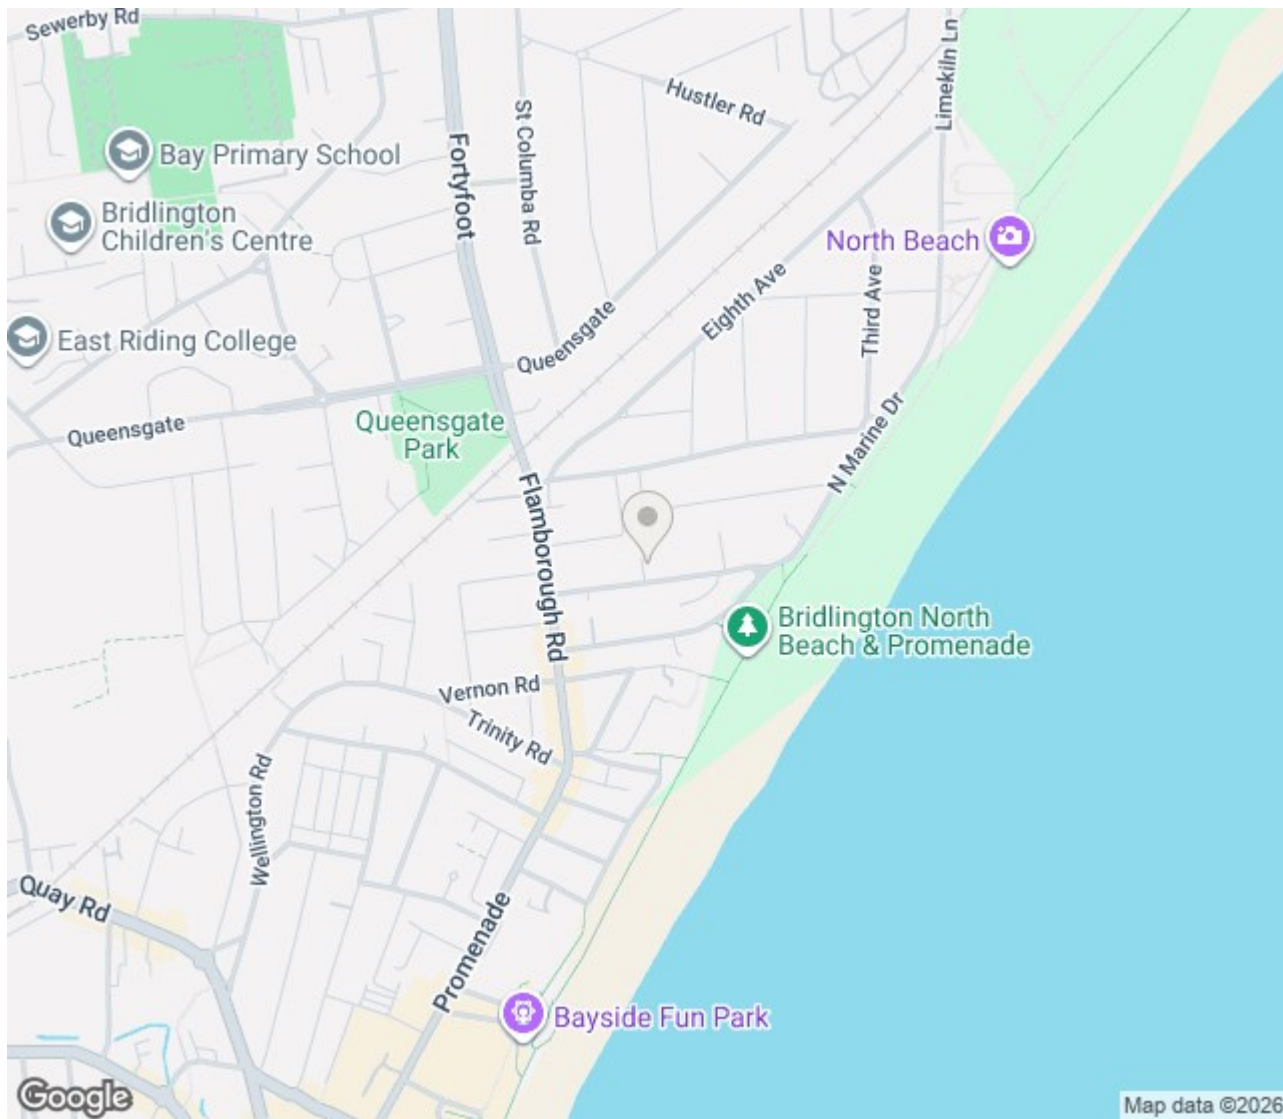 Sewerby Rd
Hustler Rd
Limekiln Ln
St Columba Rd
Fortyfoot
Bay Primary School
Bridlington
Children's Centre
North Beach
Eighth Ave
Third Ave
East Riding College
Queensgate
Queensgate
Queensgate
Park
N Marine Dr
Flamborough Rd
Bridlington North
Beach & Promenade
Vernon Rd
Trinity Rd
Wellington Rd
Quay Rd
Promenade
Bayside Fun Park
Google
Map data ©2026